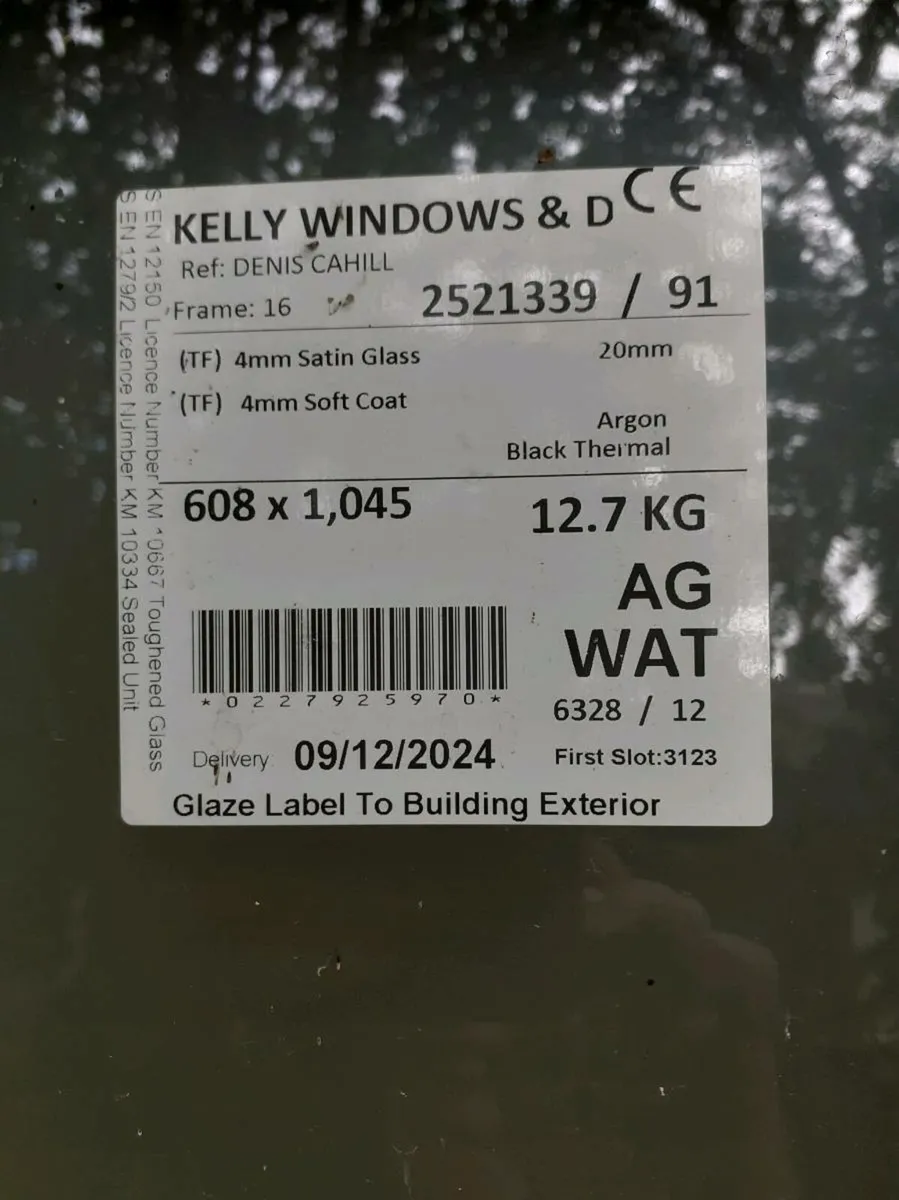 KELLY WINDOWS & D CE
Ref: DENIS CAHILL
Frame: 16 2521339 / 91
(TF) 4mm Satin Glass 20mm
(TF) 4mm Soft Coat
Argon
Black Thermal
608 x 1,045 12.7 KG
AG
WAT
*0227925970*
6328 / 12
Delivery: 09/12/2024 First Slot:3123
Glaze Label To Building Exterior
S EN 12150 Licence Number KM 10667 Toughened Glass
S EN 1279/2 Licence Number KM 10334 Sealed Unit